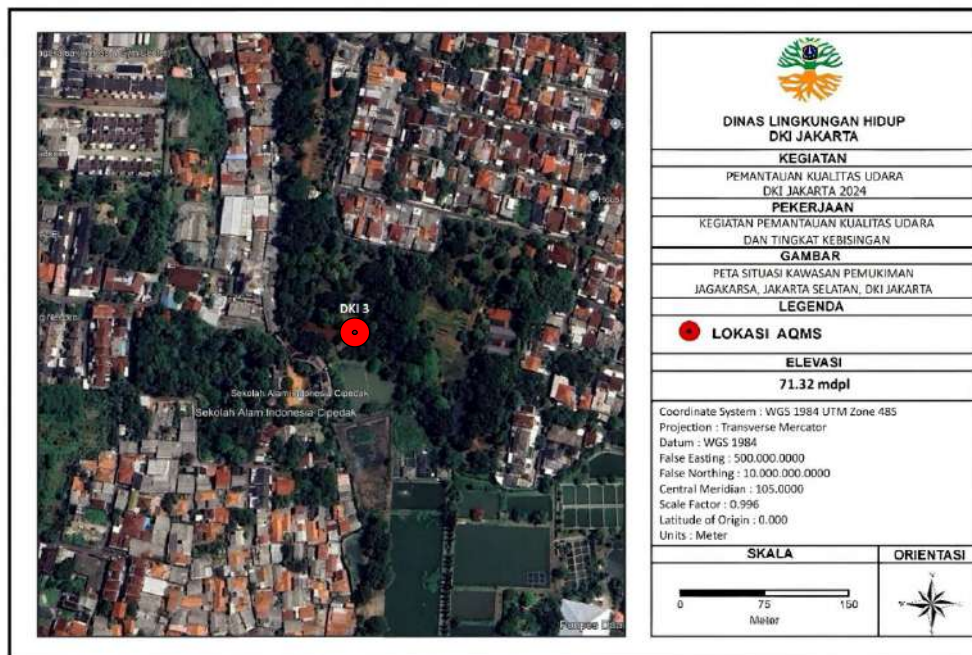 DKI 3
Sekolah Alam Indonesia Cipedak
Sekolah Alam Indonesia Cipedak
DINAS LINGKUNGAN HIDUP
DKI JAKARTA
KEGIATAN
PEMANTAUAN KUALITAS UDARA
DKI JAKARTA 2024
PEKERJAAN
KEGIATAN PEMANTAUAN KUALITAS UDARA
DAN TINGKAT KEBISINGAN
GAMBAR
PETA SITUASI KAWASAN PEMUKIMAN
JAGAKARSA, JAKARTA SELATAN, DKI JAKARTA
LEGENDA
LOKASI AQMS
ELEVASI
71.32 mdpl
Coordinate System : WGS 1984 UTM Zone 48S
Projection : Transverse Mercator
Datum : WGS 1984
False Easting : 500.000.0000
False Northing : 10.000.000.0000
Central Meridian : 105.0000
Scale Factor : 0.996
Latitude of Origin : 0.000
Units : Meter
SKALA
ORIENTASI
0 75 150
Meter